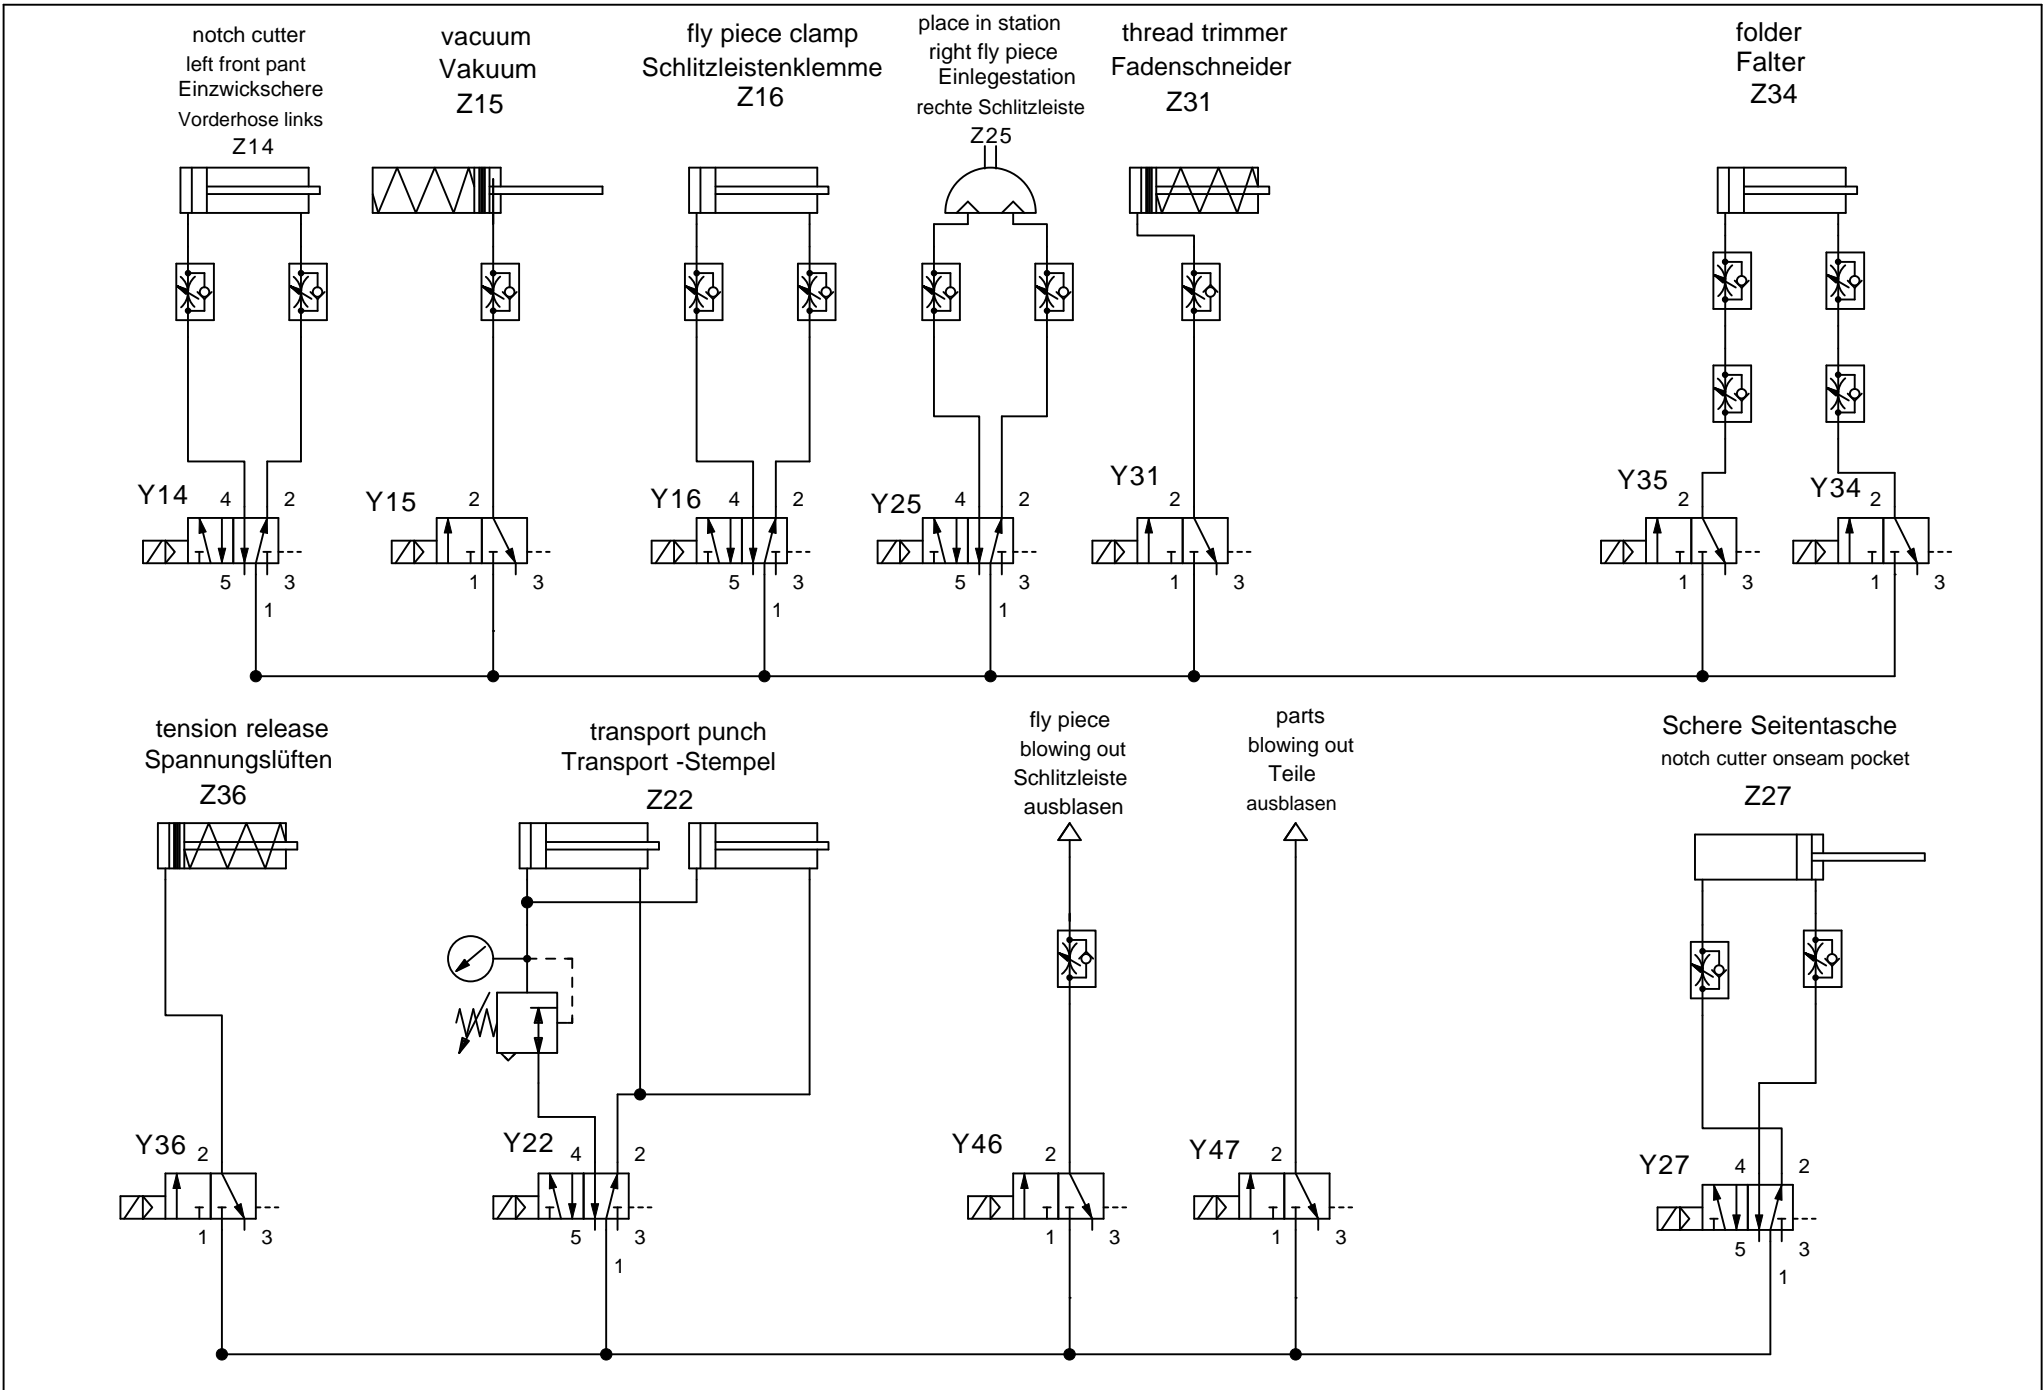 notch cutter
left front pant
Einzwickschere
Vorderhose links
Z14
vacuum
Vakuum
Z15
fly piece clamp
Schlitzleistenklemme
Z16
place in station
right fly piece
Einlegestation
rechte Schlitzleiste
Z25
thread trimmer
Fadenschneider
Z31
folder
Falter
Z34
Y14 4 2
5 3
1
Y15 2
1 3
Y16 4 2
5 3
1
Y25 4 2
5 3
1
Y31 2
1 3
Y35 2
1 3
Y34 2
1 3
tension release
Spannungslüften
Z36
transport punch
Transport -Stempel
Z22
fly piece
blowing out
Schlitzleiste
ausblasen
parts
blowing out
Teile
ausblasen
Schere Seitentasche
notch cutter onseam pocket
Z27
Y36 2
1 3
Y22 4 2
5 3
1
Y46 2
1 3
Y47 2
1 3
Y27 4 2
5 3
1